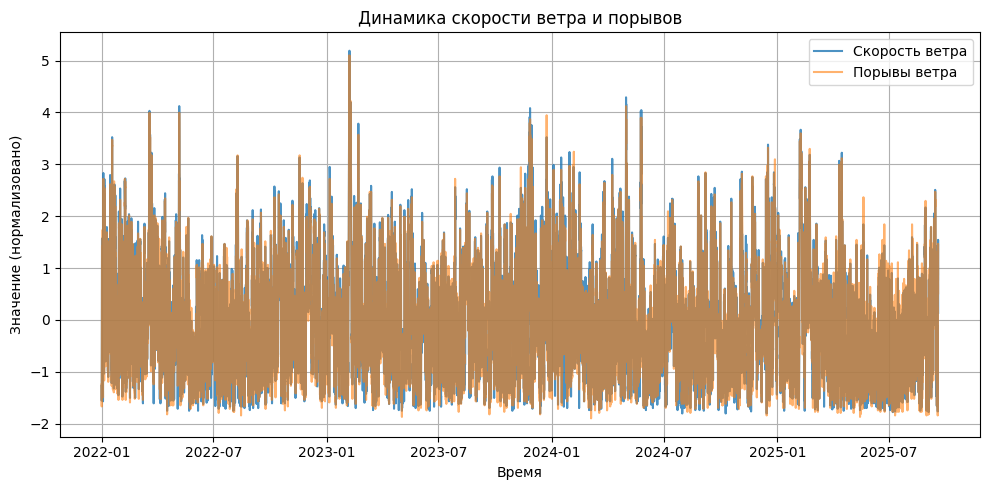 Динамика скорости ветра и порывов
Скорость ветра
Порывы ветра
Значение (нормализовано)
5
4
3
2
1
0
−1
−2
2022-01 2022-07 2023-01 2023-07 2024-01 2024-07 2025-01 2025-07
Время